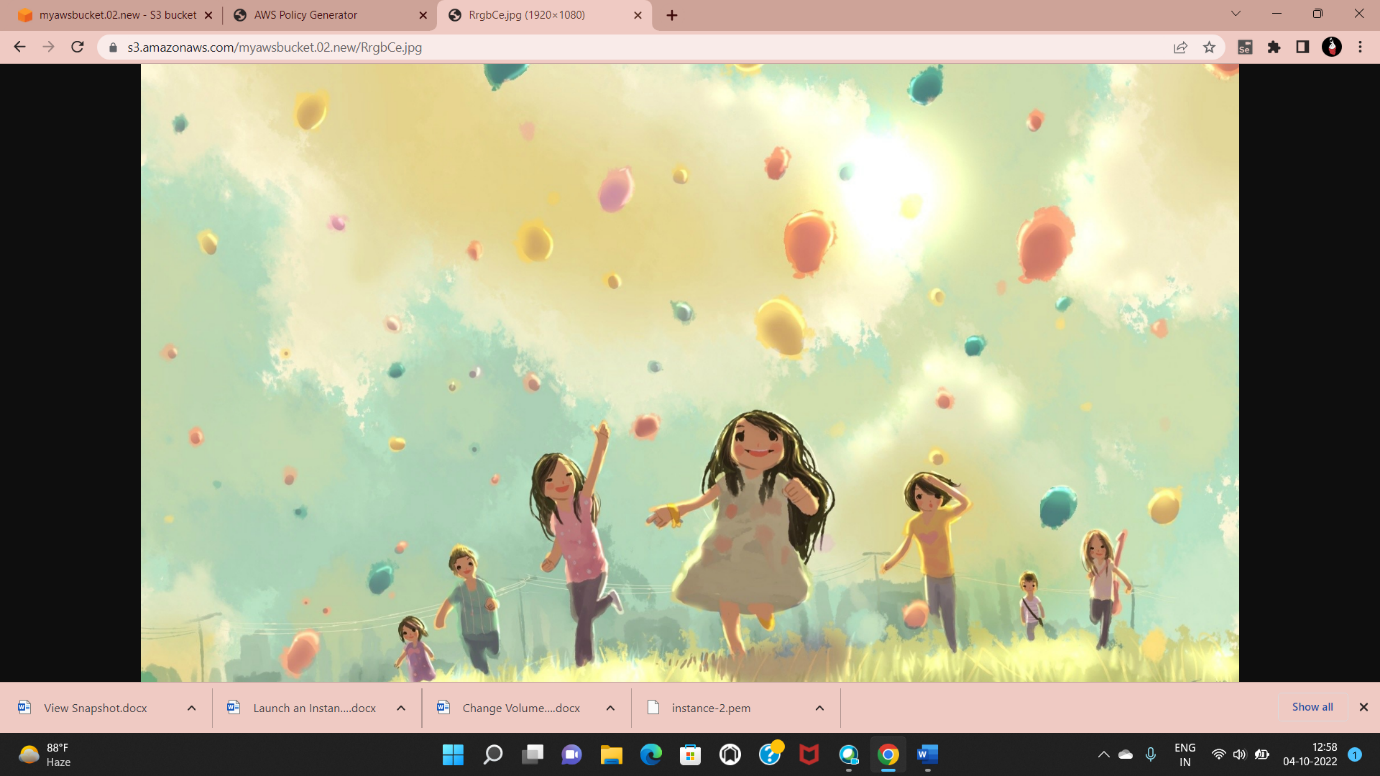 myawsbucket.02.new - S3 bucket
AWS Policy Generator
RrgbCe.jpg (1920×1080)
s3.amazonaws.com/myawsbucket.02.new/RrgbCe.jpg
Se
View Snapshot.docx
Launch an Instan....docx
Change Volume....docx
instance-2.pem
Show all
88°F
Haze
ENG
IN
12:58
04-10-2022
1